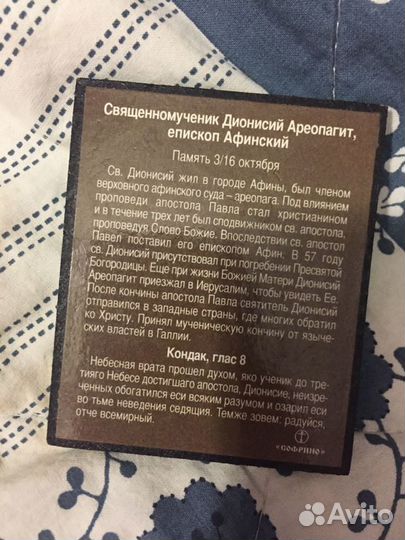 Священномученик Дионисий Ареопагит,
епископ Афинский
Память 3/16 октября
Св. Дионисий жил в городе Афины, был членом
верховного афинского суда – ареопага. Под влиянием
проповеди апостола Павла стал христианином
и в течение трех лет был сподвижником св. апостола,
проповедуя Слово Божие. Впоследствии св. апостол
Павел поставил его епископом Афин. В 57 году
св. Дионисий присутствовал при погребении Пресвятой
Богородицы. Еще при жизни Божией Матери Дионисий
Ареопагит приезжал в Иерусалим, чтобы увидеть Ее.
После кончины апостола Павла святитель Дионисий
отправился в западные страны, где многих обратил
ко Христу. Принял мученическую кончину от языче-
ских властей в Галлии.
Кондак, глас 8
Небесная врата прошел духом, яко ученик до тре-
тияго Небесе достигшаго апостола, Дионисие, неизре-
ченных обогатился еси всяким разумом и озарил еси
во тьме неведения седящия. Темже зовем: радуйся,
отче всемирный.
«СОФРИНО»
Avito